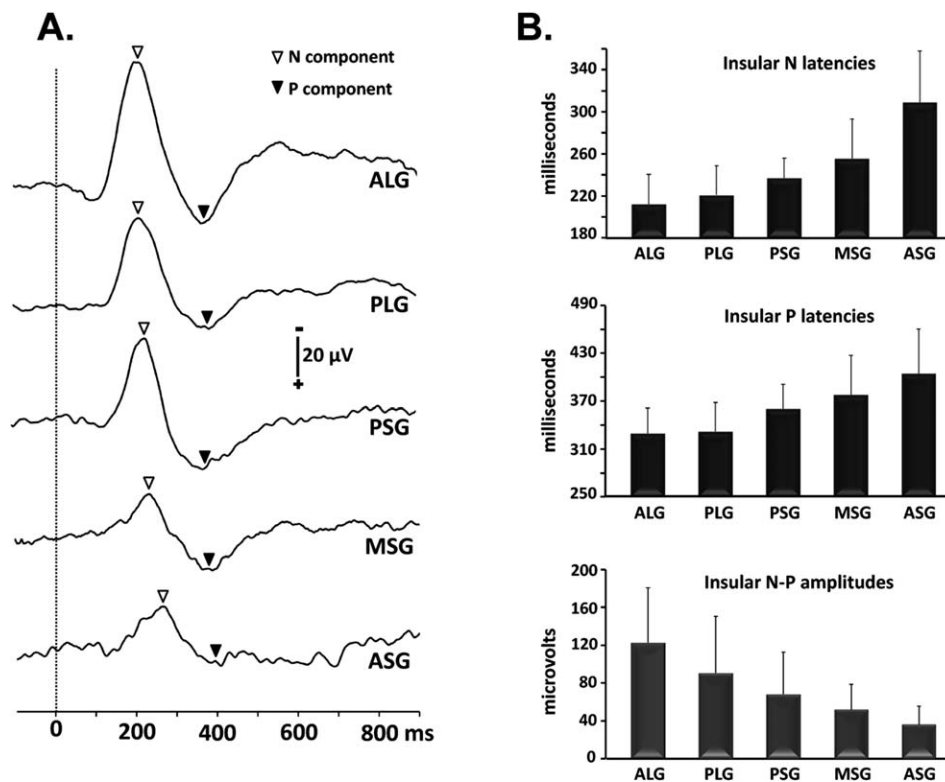 A.
N component
P component
ALG
PLG
-
20 µV
+
PSG
MSG
ASG
0 200 400 600 800 ms
B.
Insular N latencies
milliseconds
340
300
260
220
180
ALG PLG PSG MSG ASG
Insular P latencies
milliseconds
490
430
370
310
250
ALG PLG PSG MSG ASG
Insular N-P amplitudes
microvolts
200
160
120
80
40
0
ALG PLG PSG MSG ASG